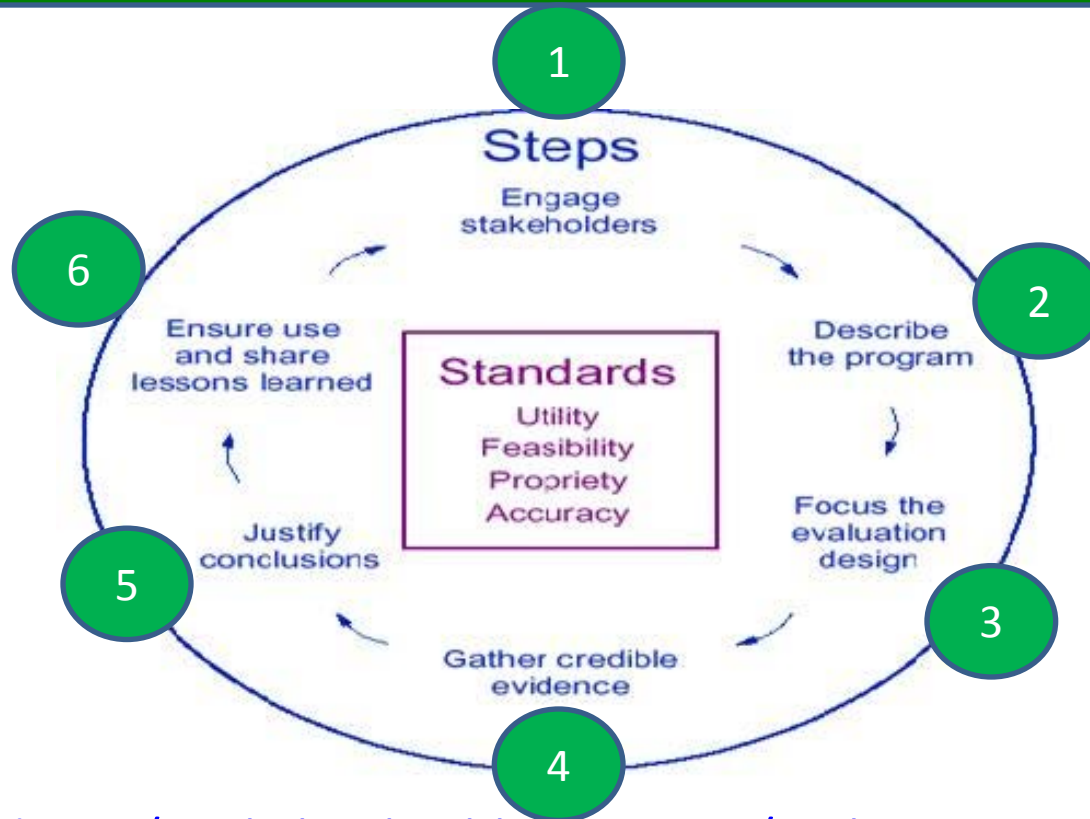 1
Steps
Engage
stakeholders
2
Describe
the program
3
Focus the
evaluation
design
4
Gather credible
evidence
5
Justify
conclusions
6
Ensure use
and share
lessons learned
Standards
Utility
Feasibility
Propriety
Accuracy